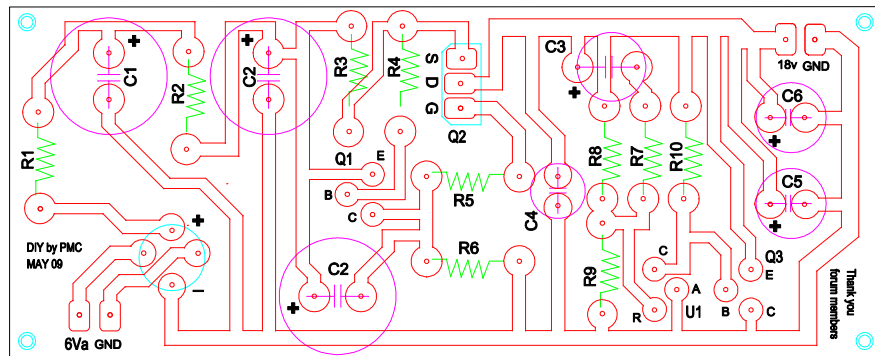 C1
R2
C2
R3
R4
S
D
G
Q2
C3
18v GND
C6
R1
Q1
E
B
C
R5
R8
R7
R10
C5
C4
DIY by PMC
MAY 09
R6
C2
6Va GND
R9
C
A
R
U1
B
Q3
E
C
Thank you
forum members